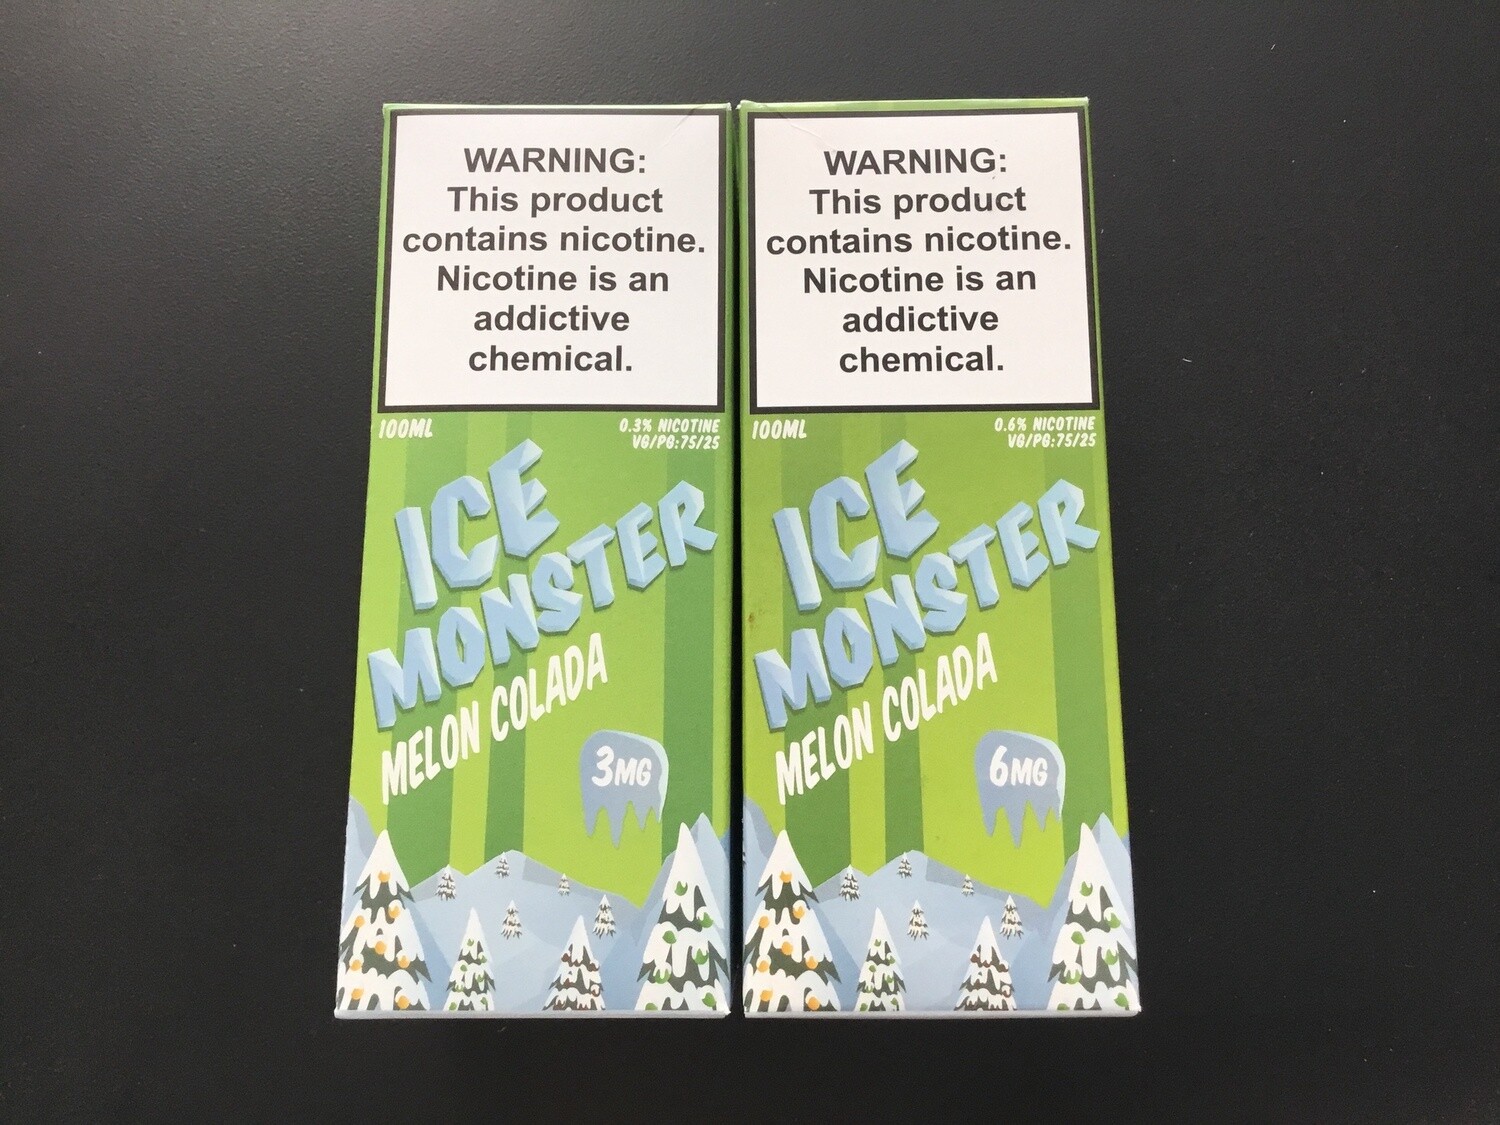 WARNING:
This product
contains nicotine.
Nicotine is an
addictive
chemical.
100ML
0.3% NICOTINE
VG/PG:75/25
ICE
MONSTER
MELON COLADA
3MG
WARNING:
This product
contains nicotine.
Nicotine is an
addictive
chemical.
100ML
0.6% NICOTINE
VG/PG:75/25
ICE
MONSTER
MELON COLADA
6MG